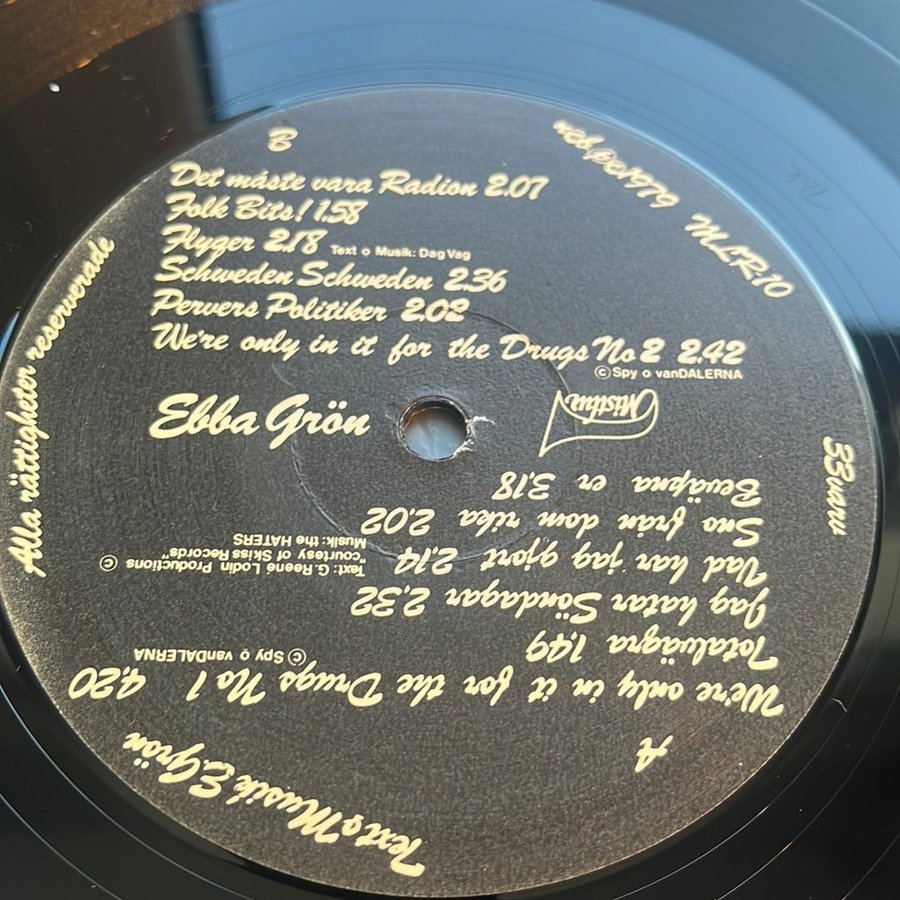 B
Det måste vara Radion 2.07
Folk Bits! 1.58
Flyger 2.18 Text o Musik: Dag Vag
Schweden Schweden 2.36
Pervers Politiker 2.02
We're only in it for the Drugs No 2 2.42
© Spy o vanDALERNA
Ebba Grön
Mistlur
MLR:10
33varv
Alla rättigheter reserverade
A
We're only in it for the Drugs No 1 4.20
© Spy o vanDALERNA
Totalvägra 1.49
Jag hatar Söndagar 2.32
Text: G. Reené Lodin Productions ©
"courtesy of Skiss Records"
Musik: the HATERS
Vad har jag gjort 2.14
Sno från dom rika 2.02
Beväpna er 3.18
Text o Musik E.Grön